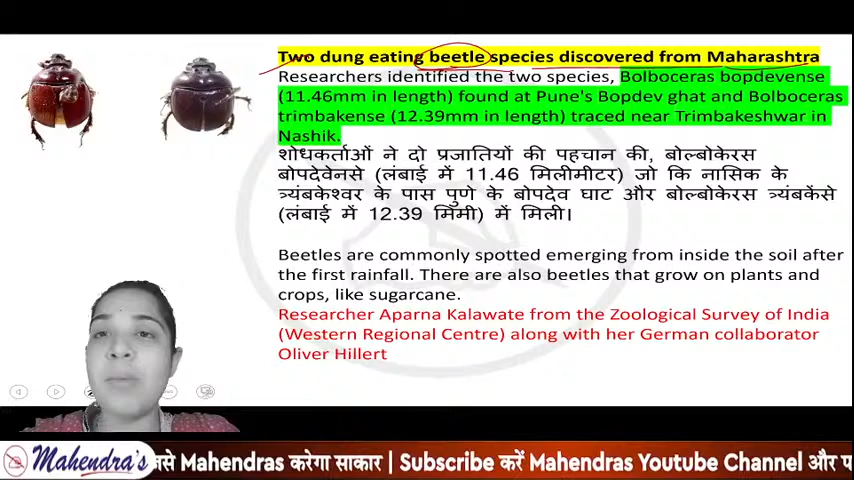 Two dung eating beetle species discovered from Maharashtra
Researchers identified the two species, Bolboceras bopdevense
(11.46mm in length) found at Pune's Bopdev ghat and Bolboceras
trimbakense (12.39mm in length) traced near Trimbakeshwar in
Nashik.
शोधकर्ताओं ने दो प्रजातियों की पहचान की, बोल्बोकेरस
बोपदेवेनसे (लंबाई में 11.46 मिलीमीटर) जो कि नासिक के
त्र्यंबकेश्वर के पास पुणे के बोपदेव घाट और बोल्बोकेरस त्र्यंबकेंसे
(लंबाई में 12.39 मिमी) में मिली।
Beetles are commonly spotted emerging from inside the soil after
the first rainfall. There are also beetles that grow on plants and
crops, like sugarcane.
Researcher Aparna Kalawate from the Zoological Survey of India
(Western Regional Centre) along with her German collaborator
Oliver Hillert
Mahendra's जिसे Mahendras करेगा साकार | Subscribe करें Mahendras Youtube Channel और